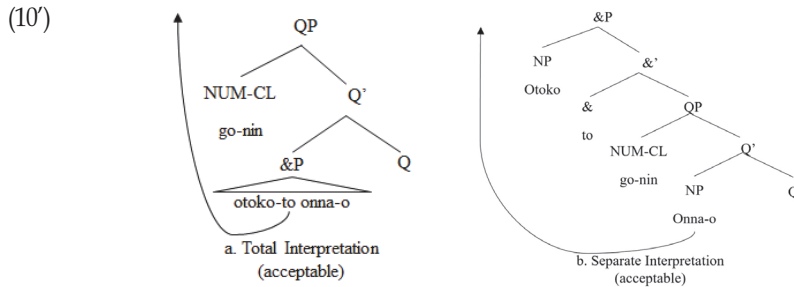 (10')
QP
NUM-CL
Q'
go-nin
&P
Q
otoko-to onna-o
a. Total Interpretation
(acceptable)
&P
NP
&'
Otoko
&
QP
to
NUM-CL
Q'
go-nin
NP
Q
Onna-o
b. Separate Interpretation
(acceptable)